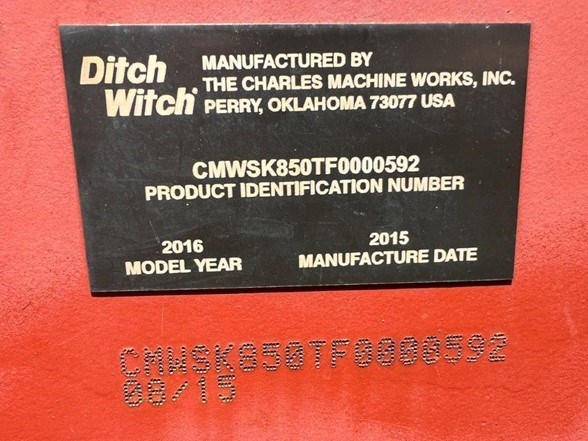 Ditch Witch®
MANUFACTURED BY
THE CHARLES MACHINE WORKS, INC.
PERRY, OKLAHOMA 73077 USA
CMWSK850TF0000592
PRODUCT IDENTIFICATION NUMBER
2016
MODEL YEAR
2015
MANUFACTURE DATE
CMWSK850TF0000592
08/15